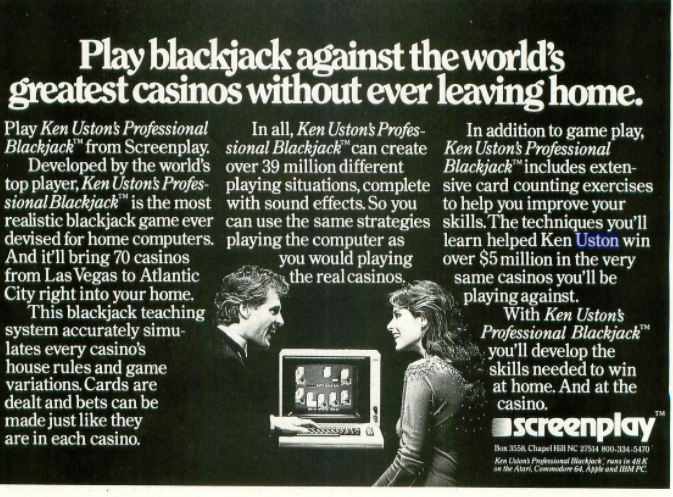 Play blackjack against the world's
greatest casinos without ever leaving home.
Play Ken Uston's Professional
Blackjack™ from Screenplay.
Developed by the world's
top player, Ken Uston's Profes-
sional Blackjack™ is the most
realistic blackjack game ever
devised for home computers.
And it'll bring 70 casinos
from Las Vegas to Atlantic
City right into your home.
This blackjack teaching
system accurately simu-
lates every casino's
house rules and game
variations. Cards are
dealt and bets can be
made just like they
are in each casino.
In all, Ken Uston's Profes-
sional Blackjack™ can create
over 39 million different
playing situations, complete
with sound effects. So you
can use the same strategies
playing the computer as
you would playing
the real casinos.
In addition to game play,
Ken Uston's Professional
Blackjack™ includes exten-
sive card counting exercises
to help you improve your
skills. The techniques you'll
learn helped Ken Uston win
over $5 million in the very
same casinos you'll be
playing against.
With Ken Uston's
Professional Blackjack™
you'll develop the
skills needed to win
at home. And at the
casino.
screenplay™
Box 3558, Chapel Hill NC 27514 800-334-5470
Ken Uston's Professional Blackjack™ runs in 48 K
on the Atari, Commodore 64, Apple and IBM PC.